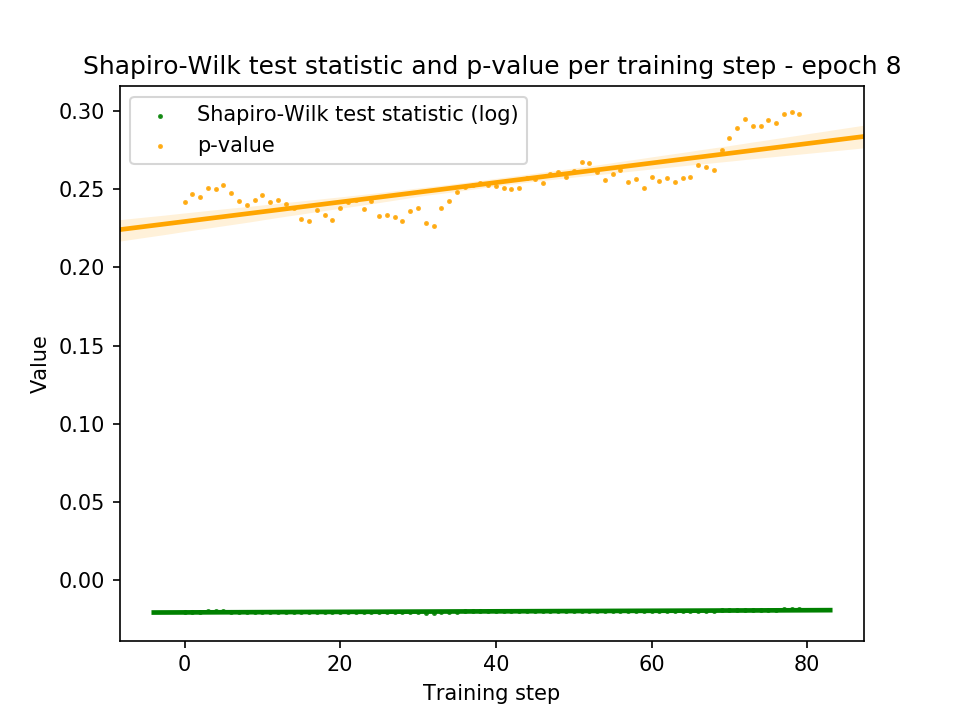 Shapiro-Wilk test statistic and p-value per training step - epoch 8
Shapiro-Wilk test statistic (log)
p-value
0.30
0.25
0.20
0.15
0.10
0.05
0.00
Value
0 20 40 60 80
Training step